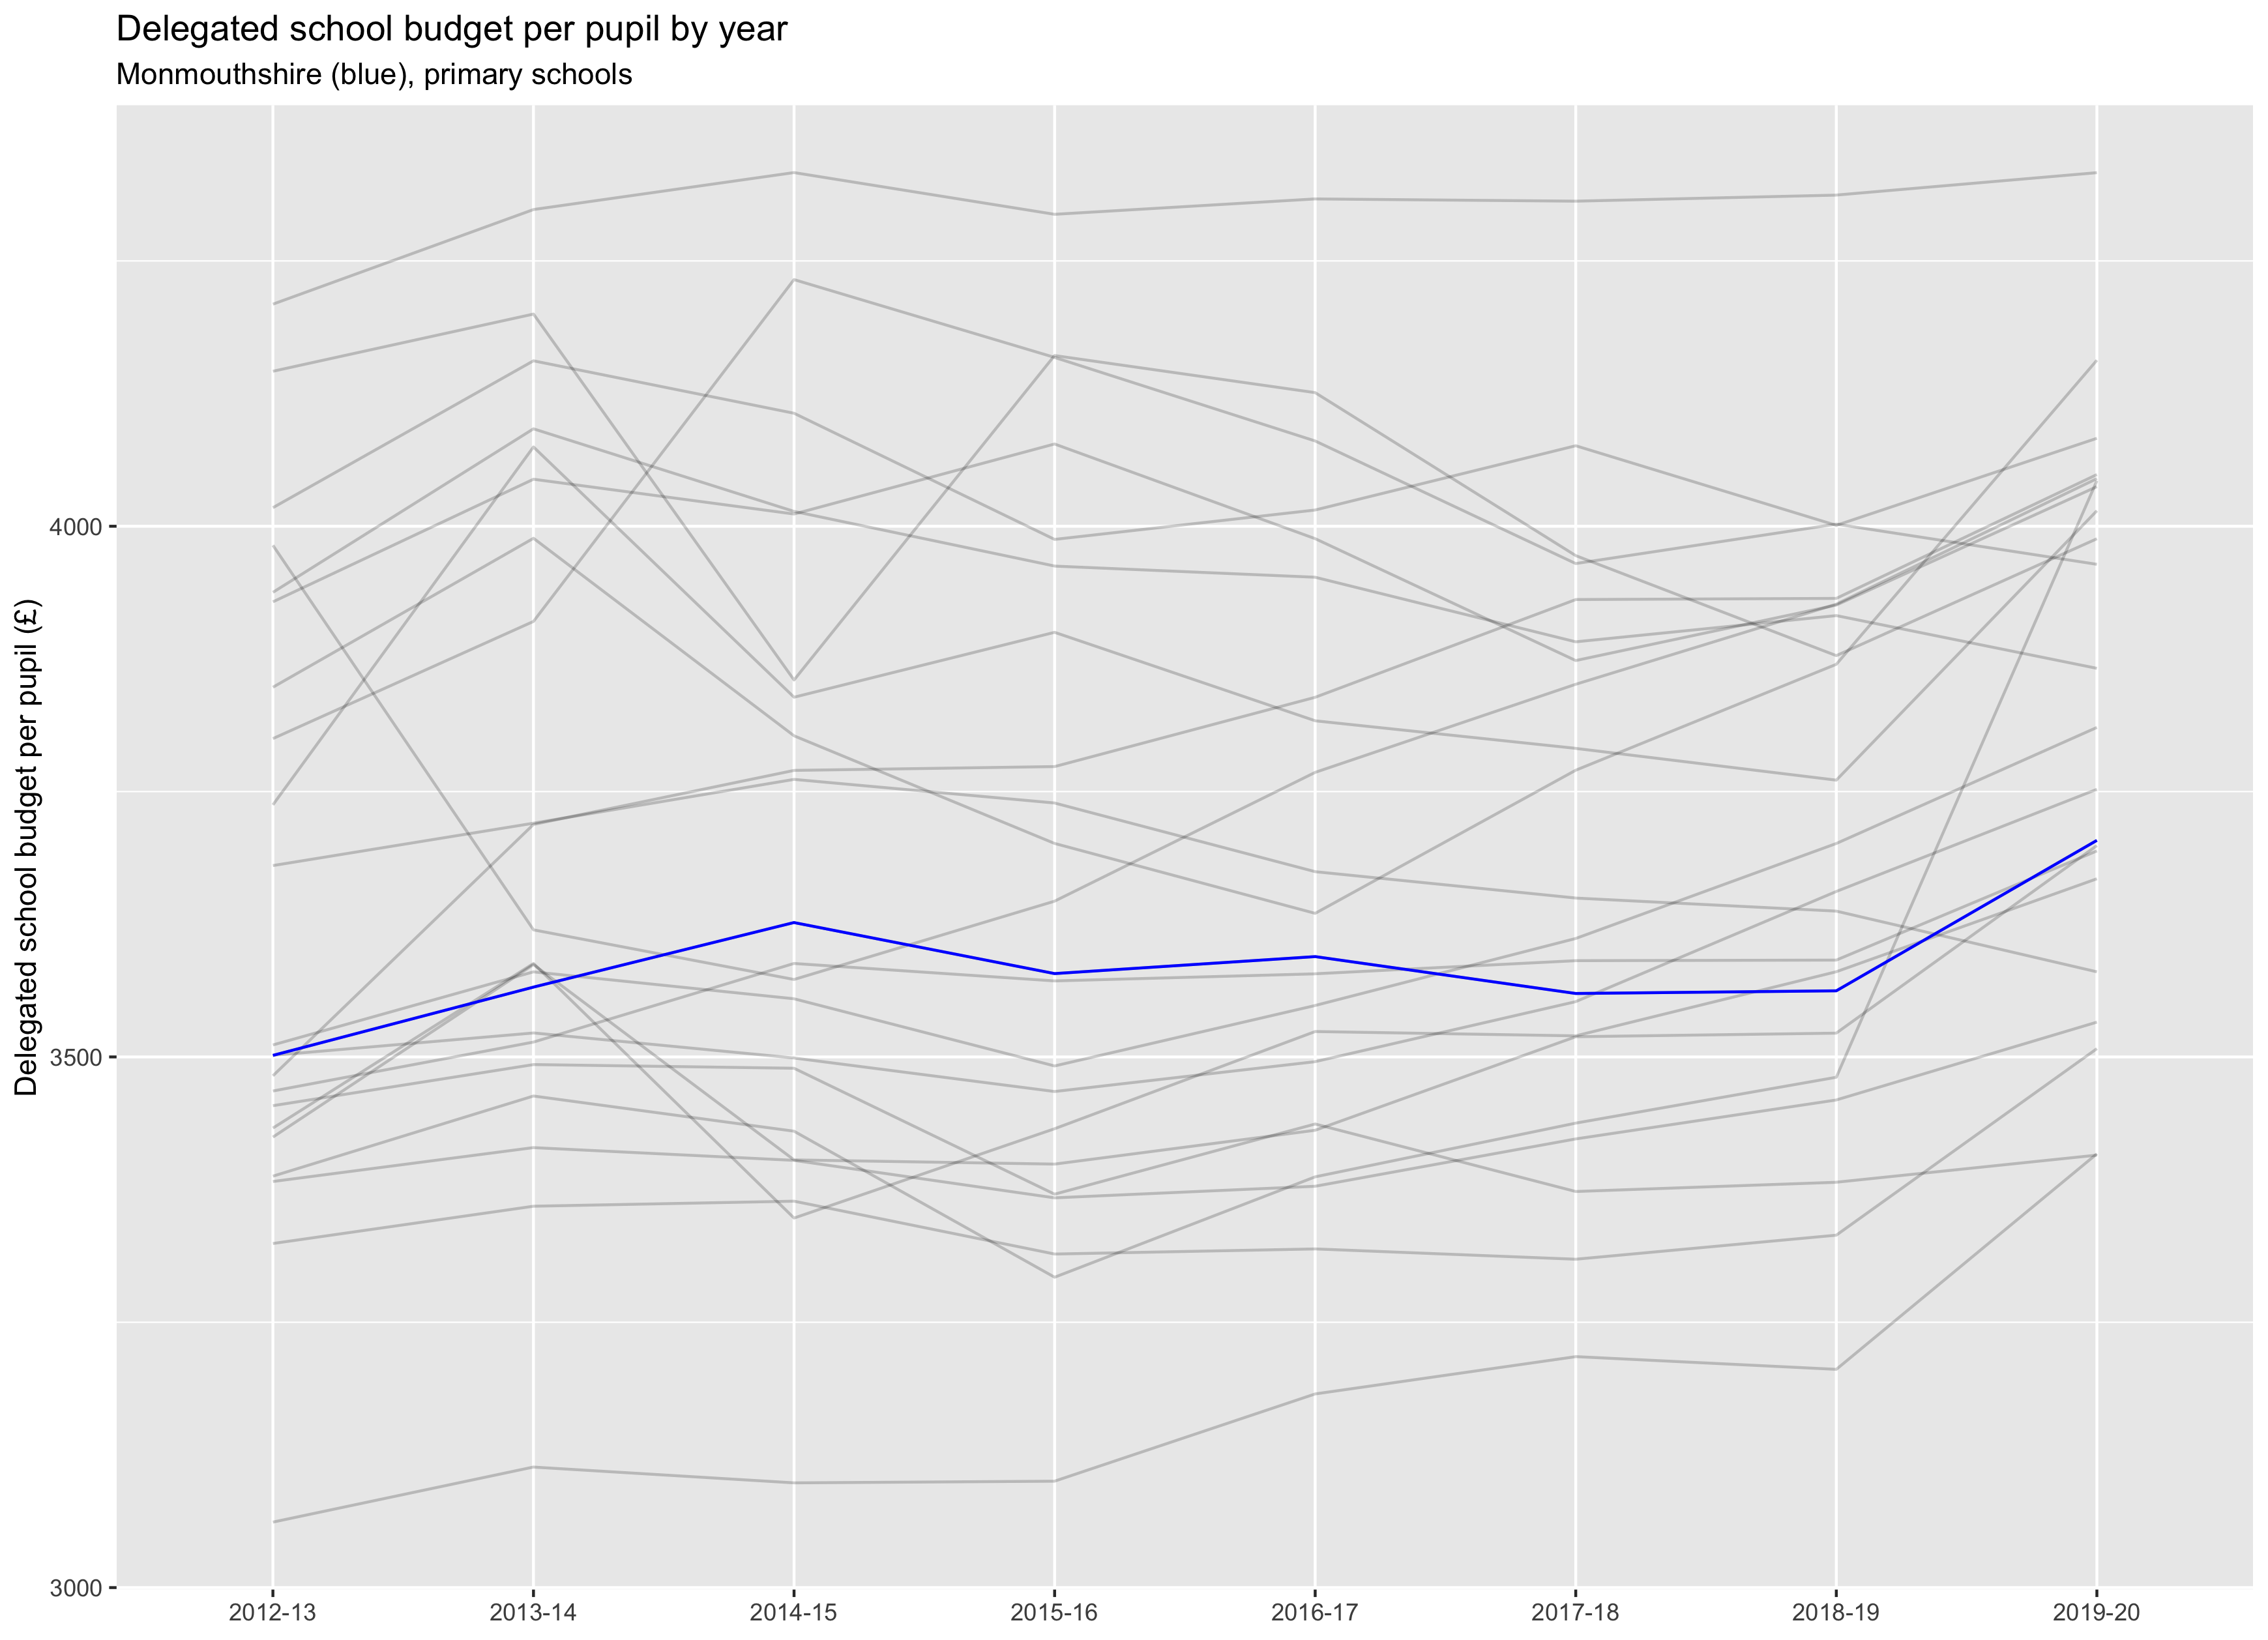 Delegated school budget per pupil by year
Monmouthshire (blue), primary schools
Delegated school budget per pupil (£)
4000
3500
3000
2012-13 2013-14 2014-15 2015-16 2016-17 2017-18 2018-19 2019-20